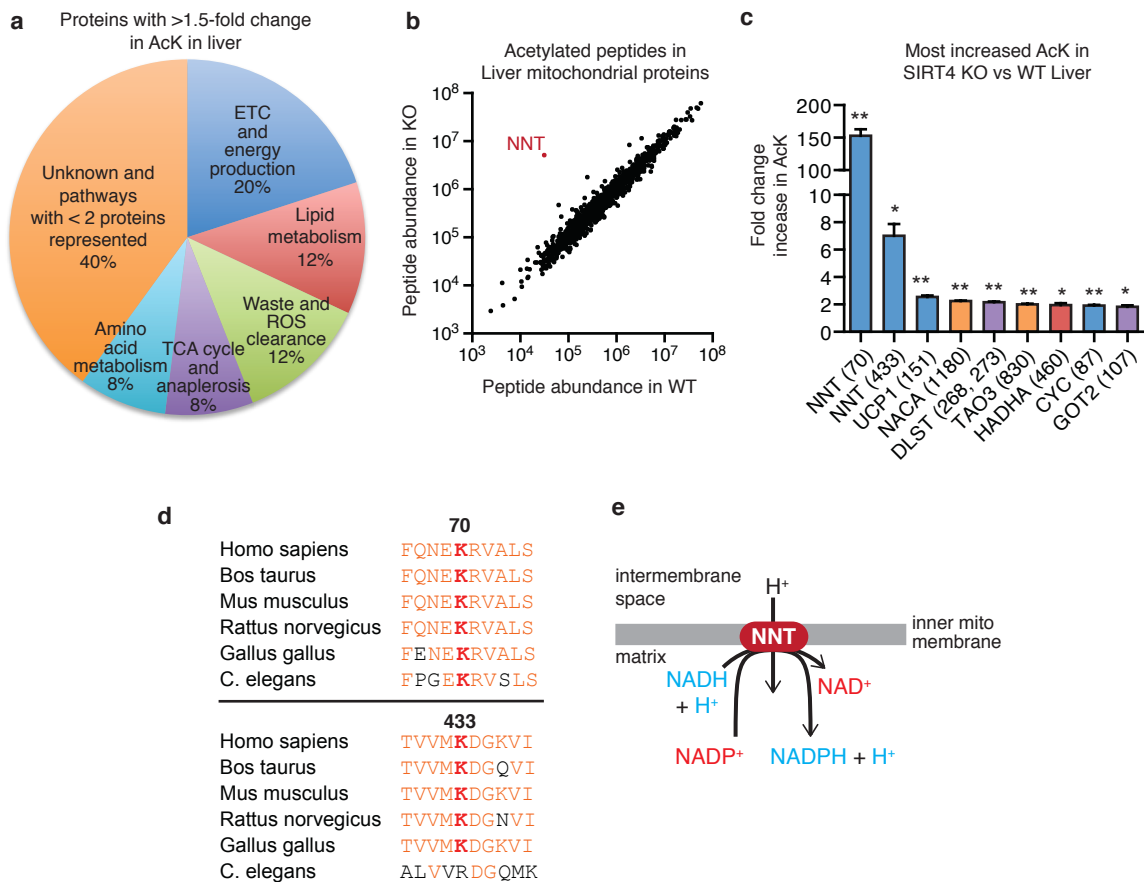 a
Proteins with >1.5-fold change
in AcK in liver
ETC
and
energy
production
20%
Lipid
metabolism
12%
Waste and
ROS
clearance
12%
TCA cycle
and
anaplerosis
8%
Amino
acid
metabolism
8%
Unknown and
pathways
with < 2 proteins
represented
40%
b
Acetylated peptides in
Liver mitochondrial proteins
Peptide abundance in KO
10⁸
10⁷
10⁶
10⁵
10⁴
10³
NNT
10³ 10⁴ 10⁵ 10⁶ 10⁷ 10⁸
Peptide abundance in WT
c
Most increased AcK in
SIRT4 KO vs WT Liver
Fold change
increase in AcK
200
150
100
10
8
6
4
2
0
** * ** ** ** ** * ** *
NNT (70)
NNT (433)
UCP1 (151)
NACA (1180)
DLST (268, 273)
TAO3 (830)
HADHA (460)
CYC (87)
GOT2 (107)
d
70
Homo sapiens FQNEKRVALS
Bos taurus FQNEKRVALS
Mus musculus FQNEKRVALS
Rattus norvegicus FQNEKRVALS
Gallus gallus FENEKRVALS
C. elegans FPGEKRVSLS
433
Homo sapiens TVVMKDGKVI
Bos taurus TVVMKDGQVI
Mus musculus TVVMKDGKVI
Rattus norvegicus TVVMKDGNVI
Gallus gallus TVVMKDGKVI
C. elegans ALVVRDGQMK
e
intermembrane
space
H⁺
NNT
inner mito
membrane
matrix
NADH
+ H⁺
NAD⁺
NADP⁺
NADPH + H⁺